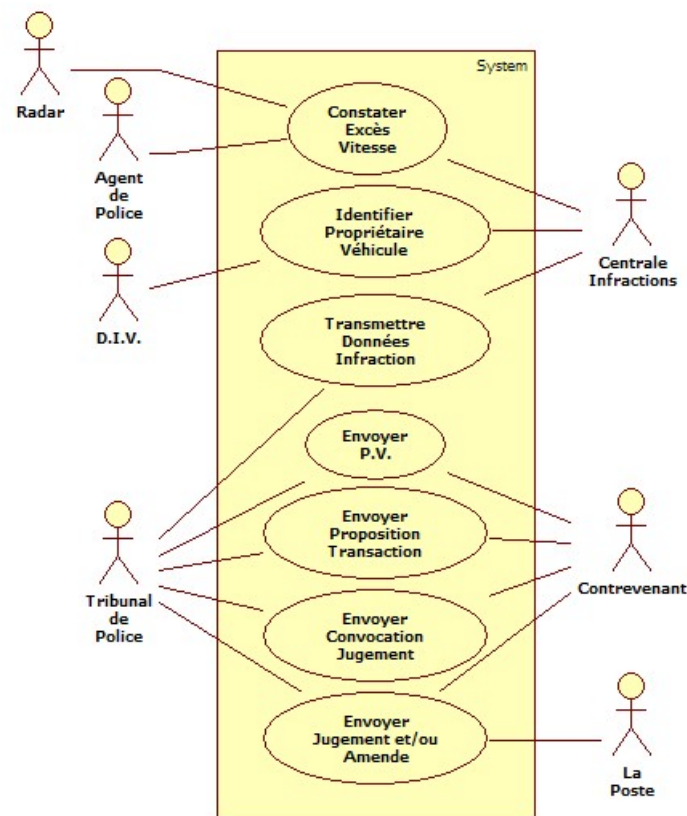 System
Radar
Constater
Excès
Vitesse
Agent
de
Police
Identifier
Propriétaire
Véhicule
Centrale
Infractions
D.I.V.
Transmettre
Données
Infraction
Envoyer
P.V.
Envoyer
Proposition
Transaction
Tribunal
de
Police
Contrevenant
Envoyer
Convocation
Jugement
Envoyer
Jugement et/ou
Amende
La
Poste